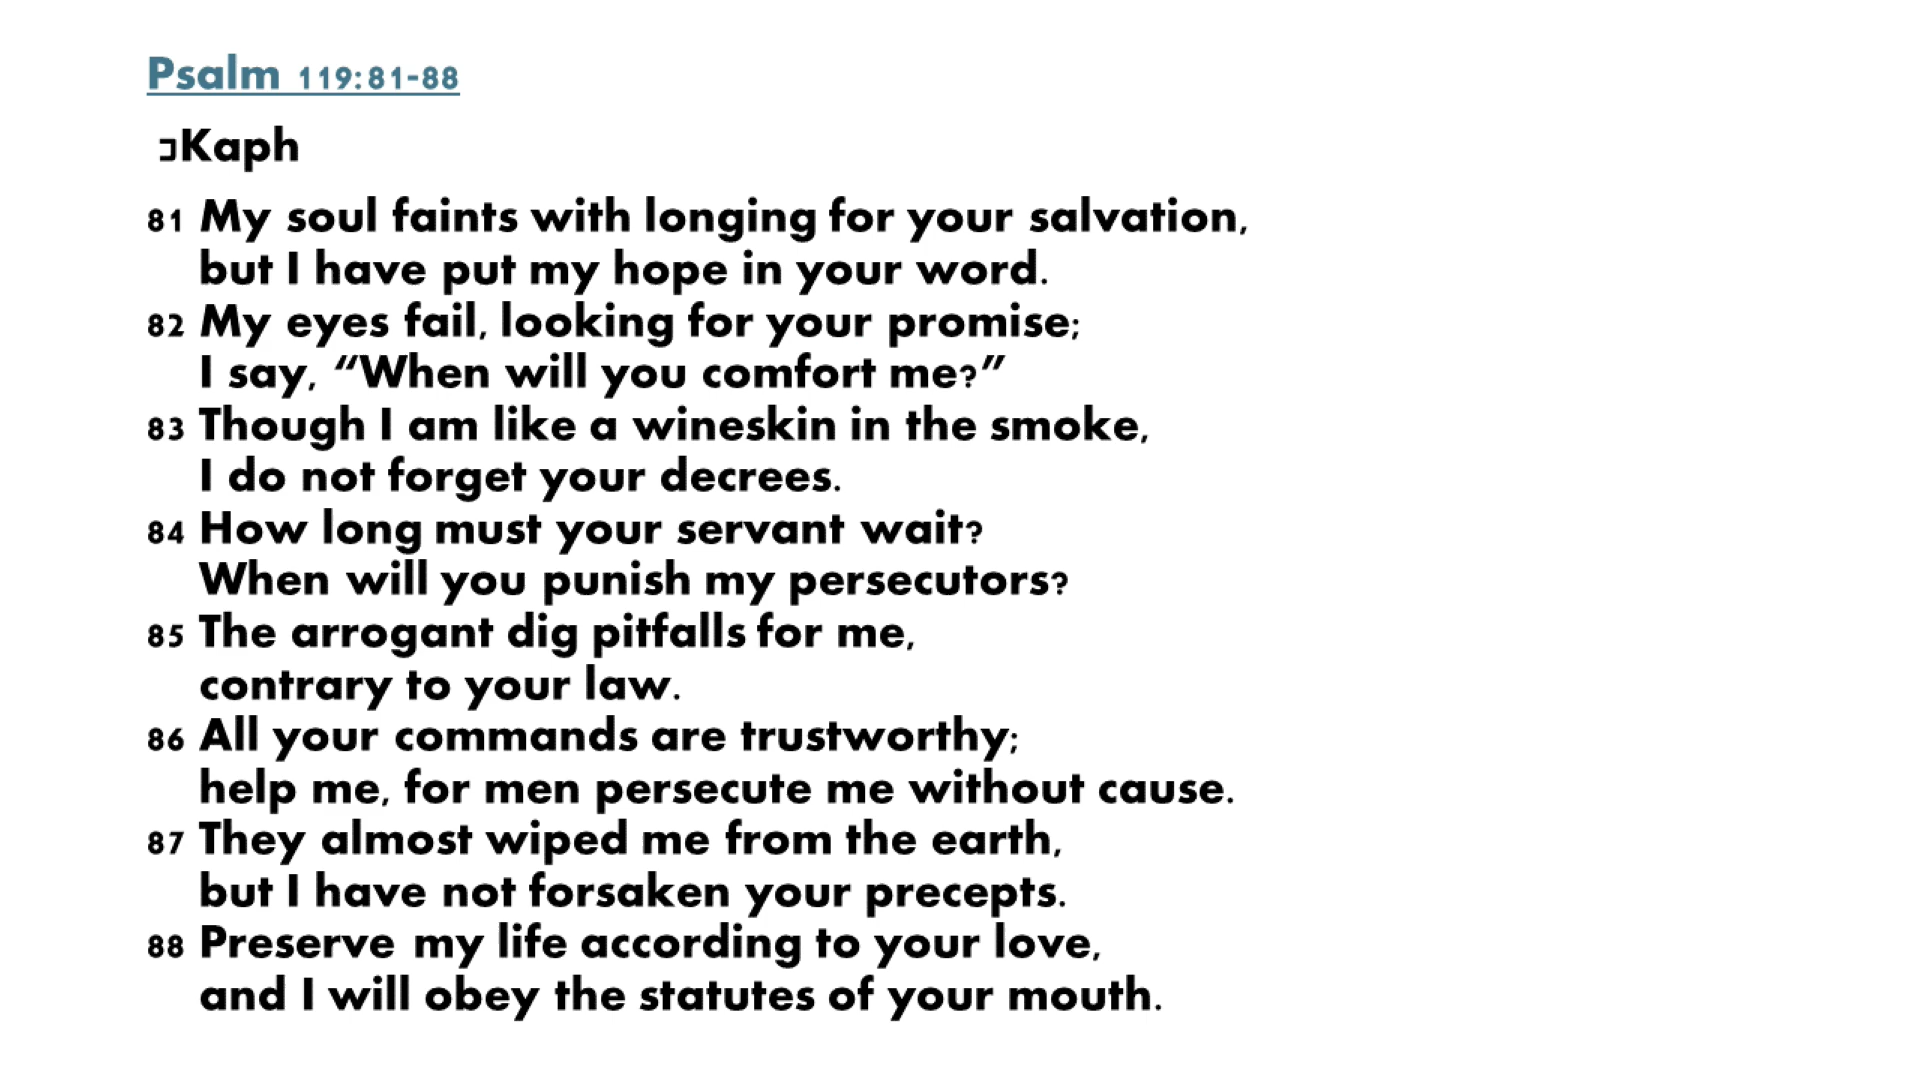 Psalm 119:81-88
כKaph
81 My soul faints with longing for your salvation,
but I have put my hope in your word.
82 My eyes fail, looking for your promise;
I say, “When will you comfort me?”
83 Though I am like a wineskin in the smoke,
I do not forget your decrees.
84 How long must your servant wait?
When will you punish my persecutors?
85 The arrogant dig pitfalls for me,
contrary to your law.
86 All your commands are trustworthy;
help me, for men persecute me without cause.
87 They almost wiped me from the earth,
but I have not forsaken your precepts.
88 Preserve my life according to your love,
and I will obey the statutes of your mouth.